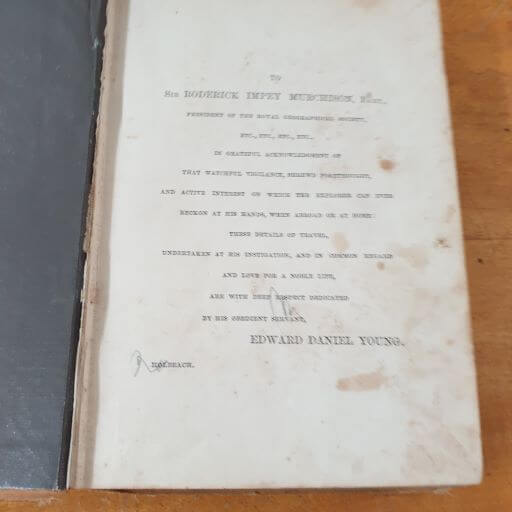 TO
SIR RODERICK IMPEY MURCHISON, BART.,
PRESIDENT OF THE ROYAL GEOGRAPHICAL SOCIETY,
ETC., ETC., ETC., ETC.,
IN GRATEFUL ACKNOWLEDGMENT OF
THAT WATCHFUL VIGILANCE, SHREWD FORETHOUGHT,
AND ACTIVE INTEREST ON WHICH THE EXPLORER CAN EVER
RECKON AT HIS HANDS, WHEN ABROAD OR AT HOME:
THESE DETAILS OF TRAVEL,
UNDERTAKEN AT HIS INSTIGATION, AND IN COMMON REGARD
AND LOVE FOR A NOBLE LIFE,
ARE WITH DEEP RESPECT DEDICATED
BY HIS OBEDIENT SERVANT,
EDWARD DANIEL YOUNG.
HOLBEACH.